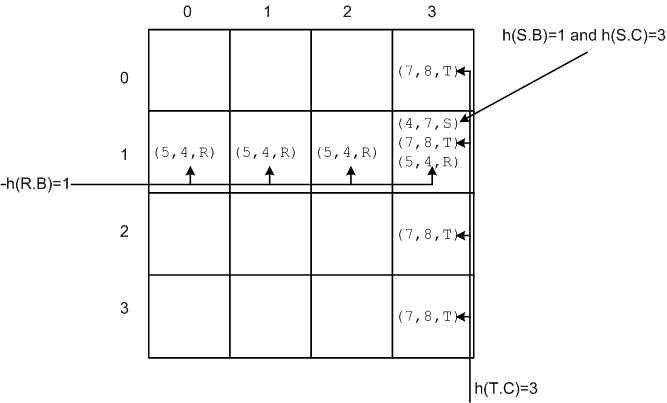 0 1 2 3
h(S.B)=1 and h(S.C)=3
0
(7,8,T)
(4,7,S)
1
(5,4,R) (5,4,R) (5,4,R)
(7,8,T)
(5,4,R)
-h(R.B)=1
2
(7,8,T)
3
(7,8,T)
h(T.C)=3